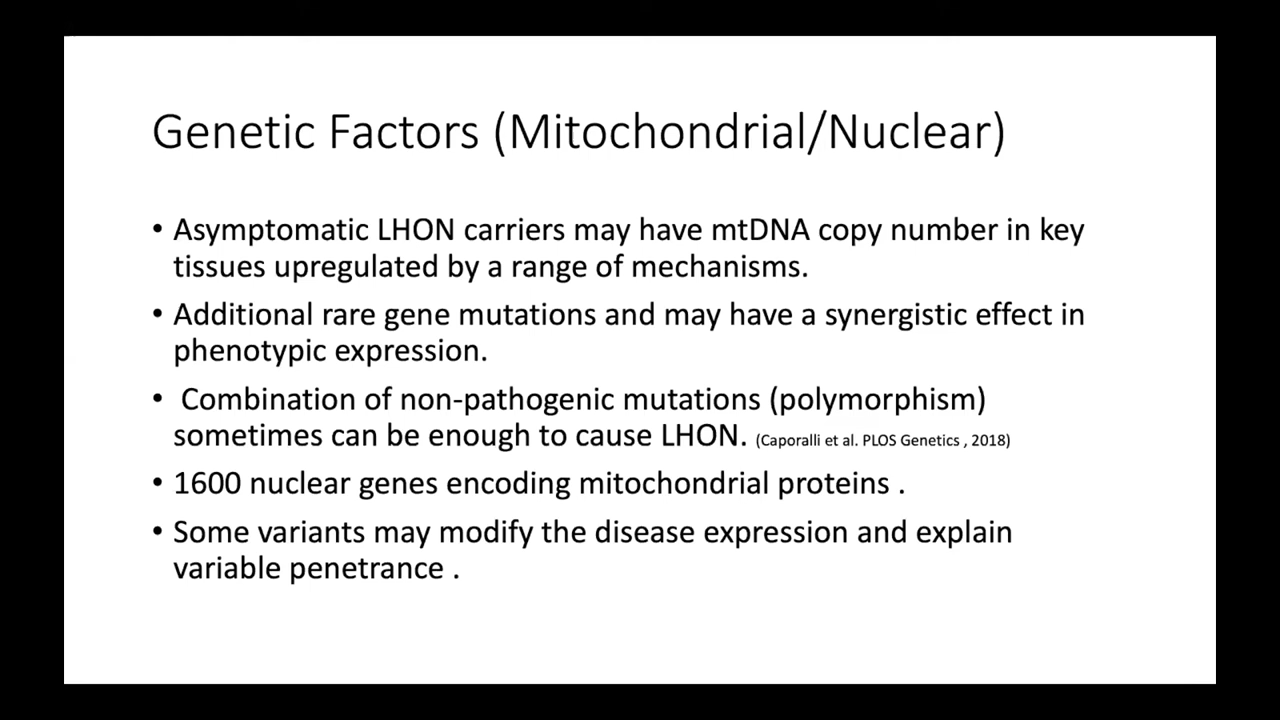 Genetic Factors (Mitochondrial/Nuclear)
• Asymptomatic LHON carriers may have mtDNA copy number in key
tissues upregulated by a range of mechanisms.
• Additional rare gene mutations and may have a synergistic effect in
phenotypic expression.
• Combination of non-pathogenic mutations (polymorphism)
sometimes can be enough to cause LHON. (Caporalli et al. PLOS Genetics , 2018)
• 1600 nuclear genes encoding mitochondrial proteins .
• Some variants may modify the disease expression and explain
variable penetrance .